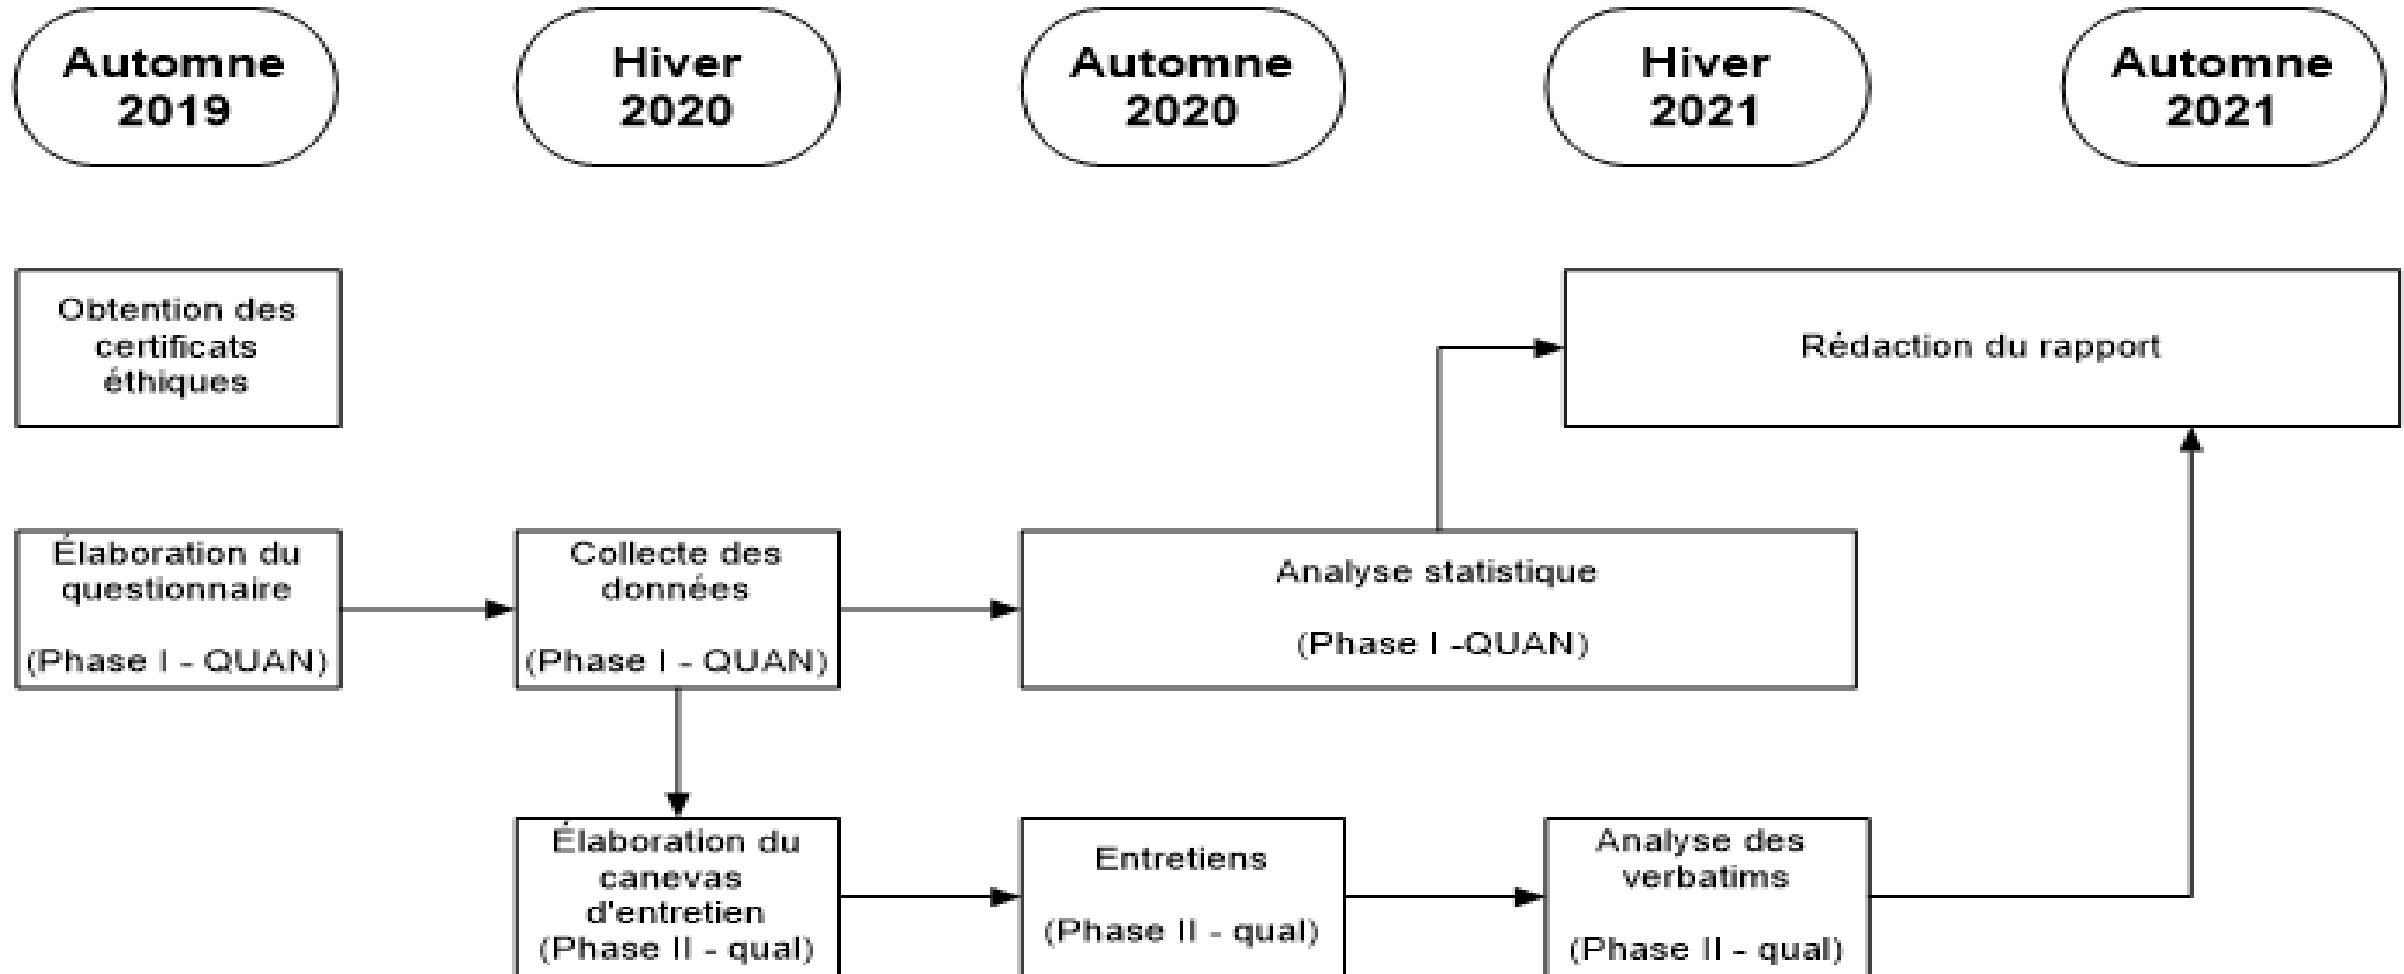 Automne
2019
Hiver
2020
Automne
2020
Hiver
2021
Automne
2021
Obtention des
certificats
éthiques
Rédaction du rapport
Élaboration du
questionnaire
(Phase I - QUAN)
Collecte des
données
(Phase I - QUAN)
Analyse statistique
(Phase I -QUAN)
Élaboration du
canevas
d'entretien
(Phase II - qual)
Entretiens
(Phase II - qual)
Analyse des
verbatims
(Phase II - qual)